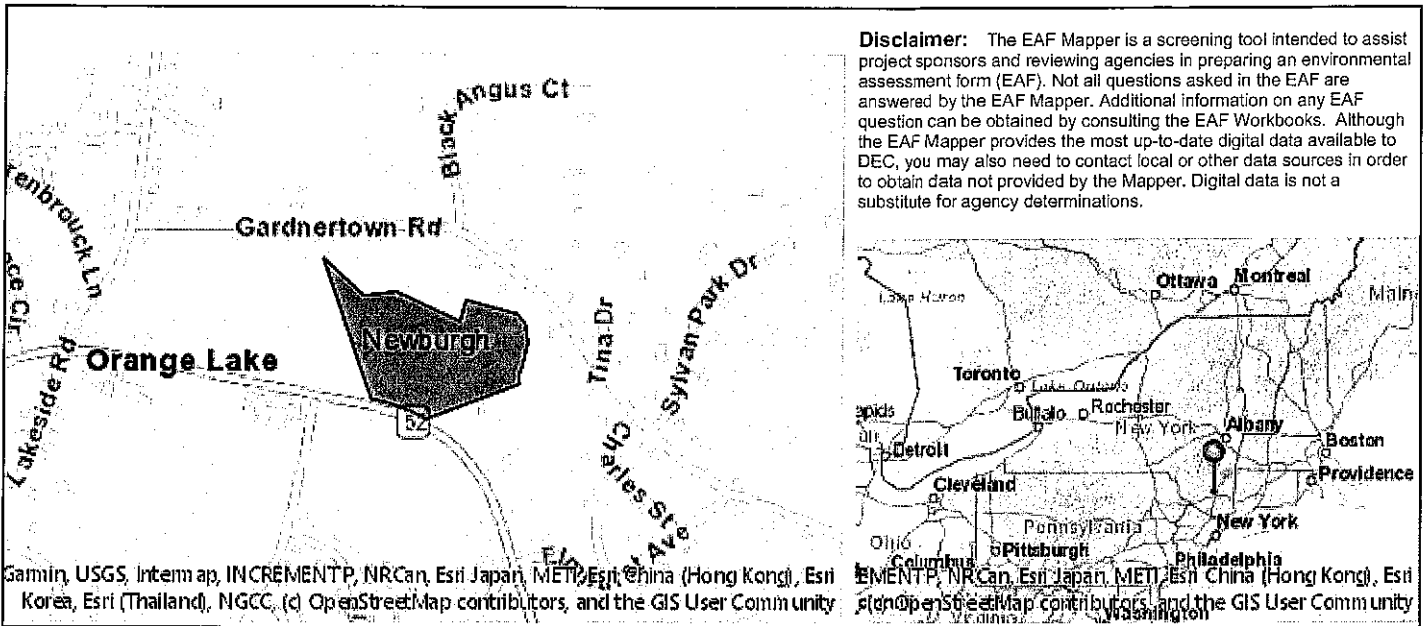 Disclaimer: The EAF Mapper is a screening tool intended to assist
project sponsors and reviewing agencies in preparing an environmental
assessment form (EAF). Not all questions asked in the EAF are
answered by the EAF Mapper. Additional information on any EAF
question can be obtained by consulting the EAF Workbooks. Although
the EAF Mapper provides the most up-to-date digital data available to
DEC, you may also need to contact local or other data sources in order
to obtain data not provided by the Mapper. Digital data is not a
substitute for agency determinations.
Black Angus Ct
Gardnertown Rd
Sylvan Park Dr
Tina Dr
Newburgh
Orange Lake
Lakeside Rd
52
Charles St
Ave
Garmin, USGS, Intermap, INCREMENT P, NRCan, Esri Japan, METI, Esri China (Hong Kong), Esri
Korea, Esri (Thailand), NGCC, (c) OpenStreetMap contributors, and the GIS User Community
Ottawa
Montreal
Lake Huron
Toronto
Lake Ontario
Buffalo
Rochester
New York
Albany
Boston
Detroit
Providence
Cleveland
Pennsylvania
New York
Ohio
Pittsburgh
Columbus
Philadelphia
EMENT P, NRCan, Esri Japan, METI, Esri China (Hong Kong), Esri
OpenStreetMap contributors, and the GIS User Community
Washington